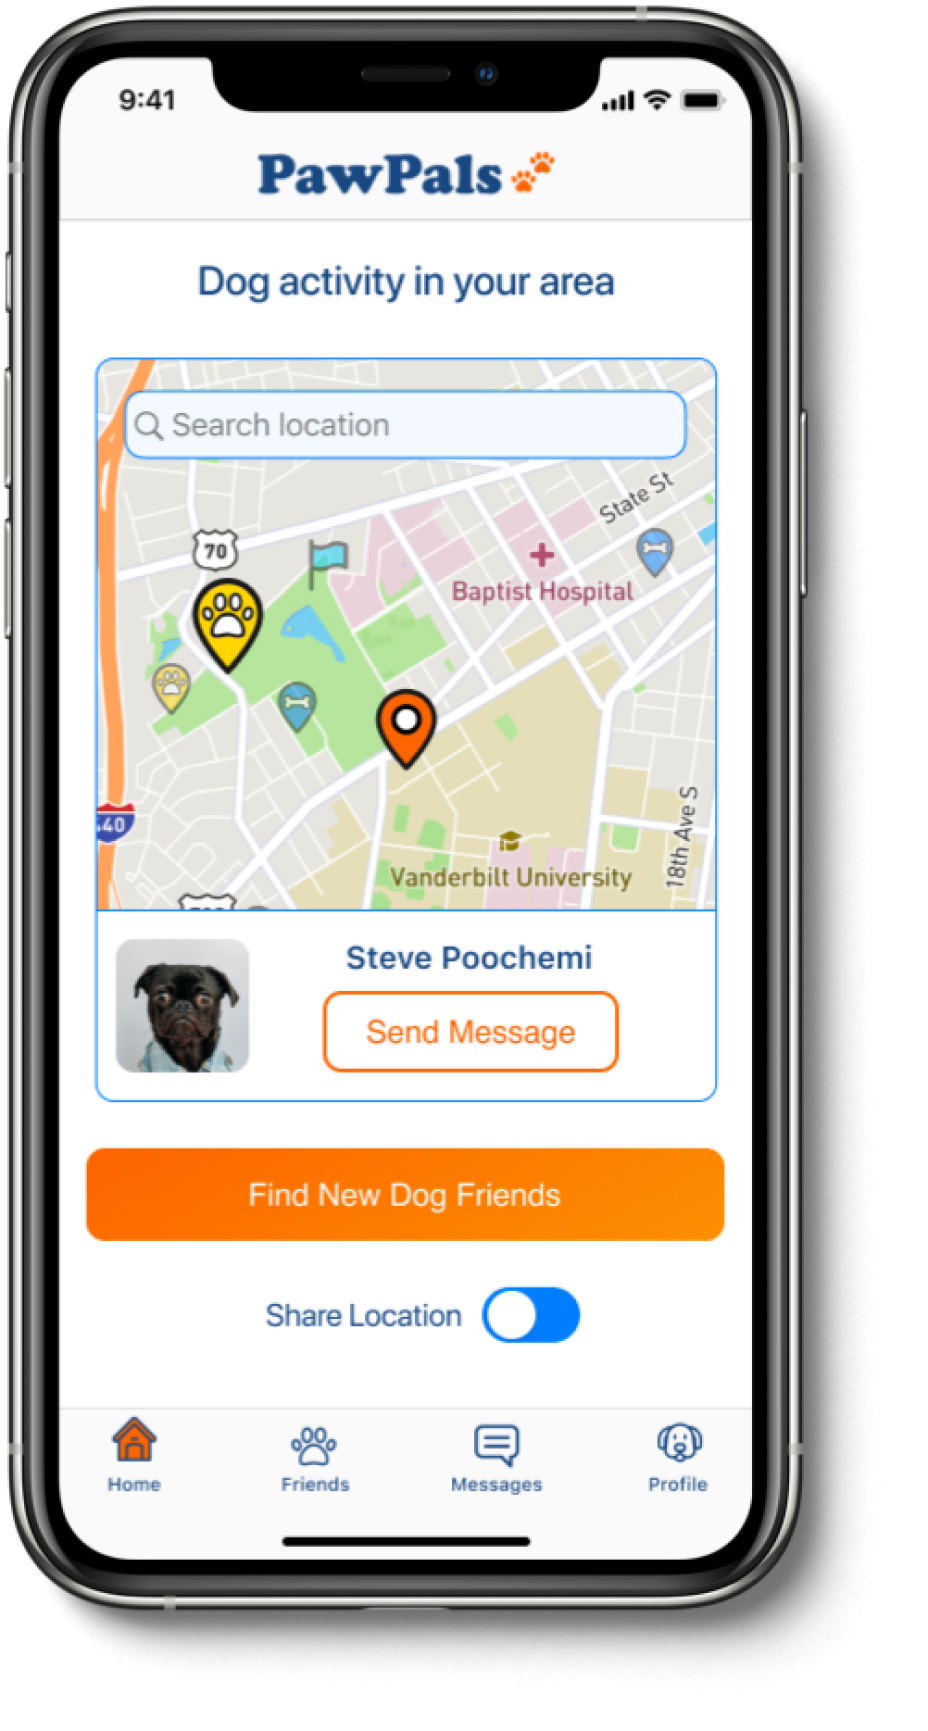 9:41
PawPals
Dog activity in your area
Search location
State St
70
Baptist Hospital
18th Ave S
Vanderbilt University
Steve Poochemi
Send Message
Find New Dog Friends
Share Location
Home
Friends
Messages
Profile